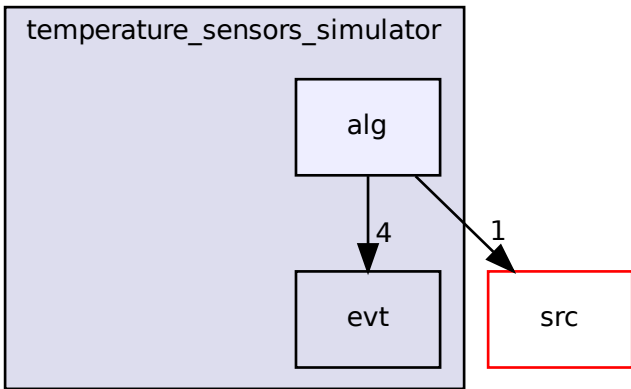 temperature_sensors_simulator
alg
4
1
evt
src